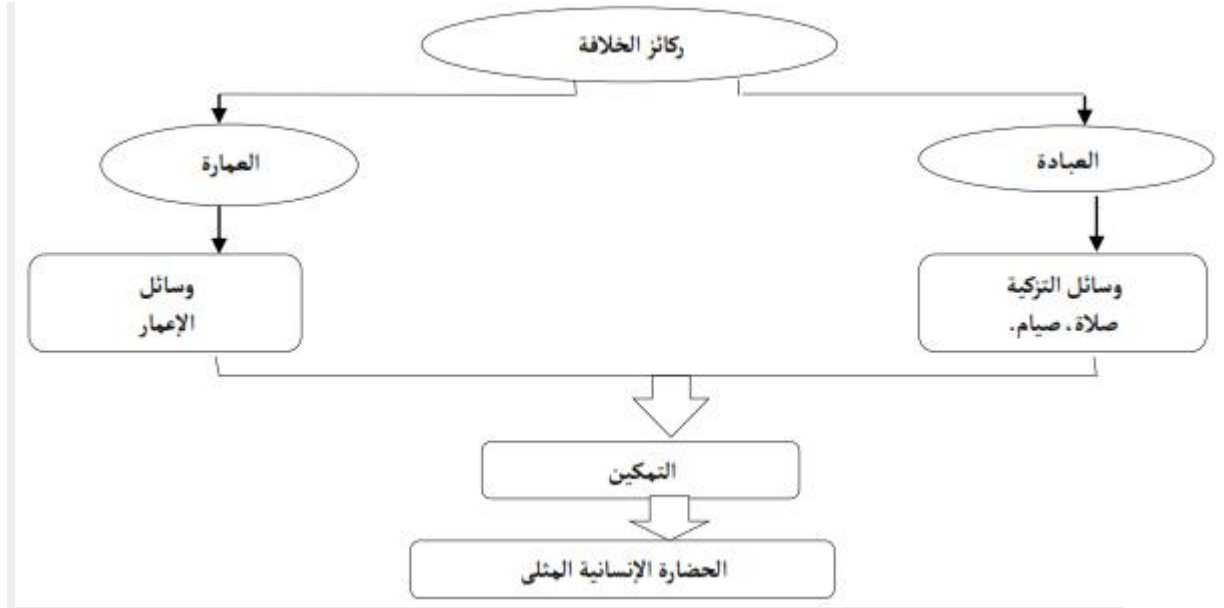 ركائز الخلافة
العبادة
العمارة
وسائل التزكية
صلاة، صيام.
وسائل
الإعمار
التمكين
الحضارة الإنسانية المثلى